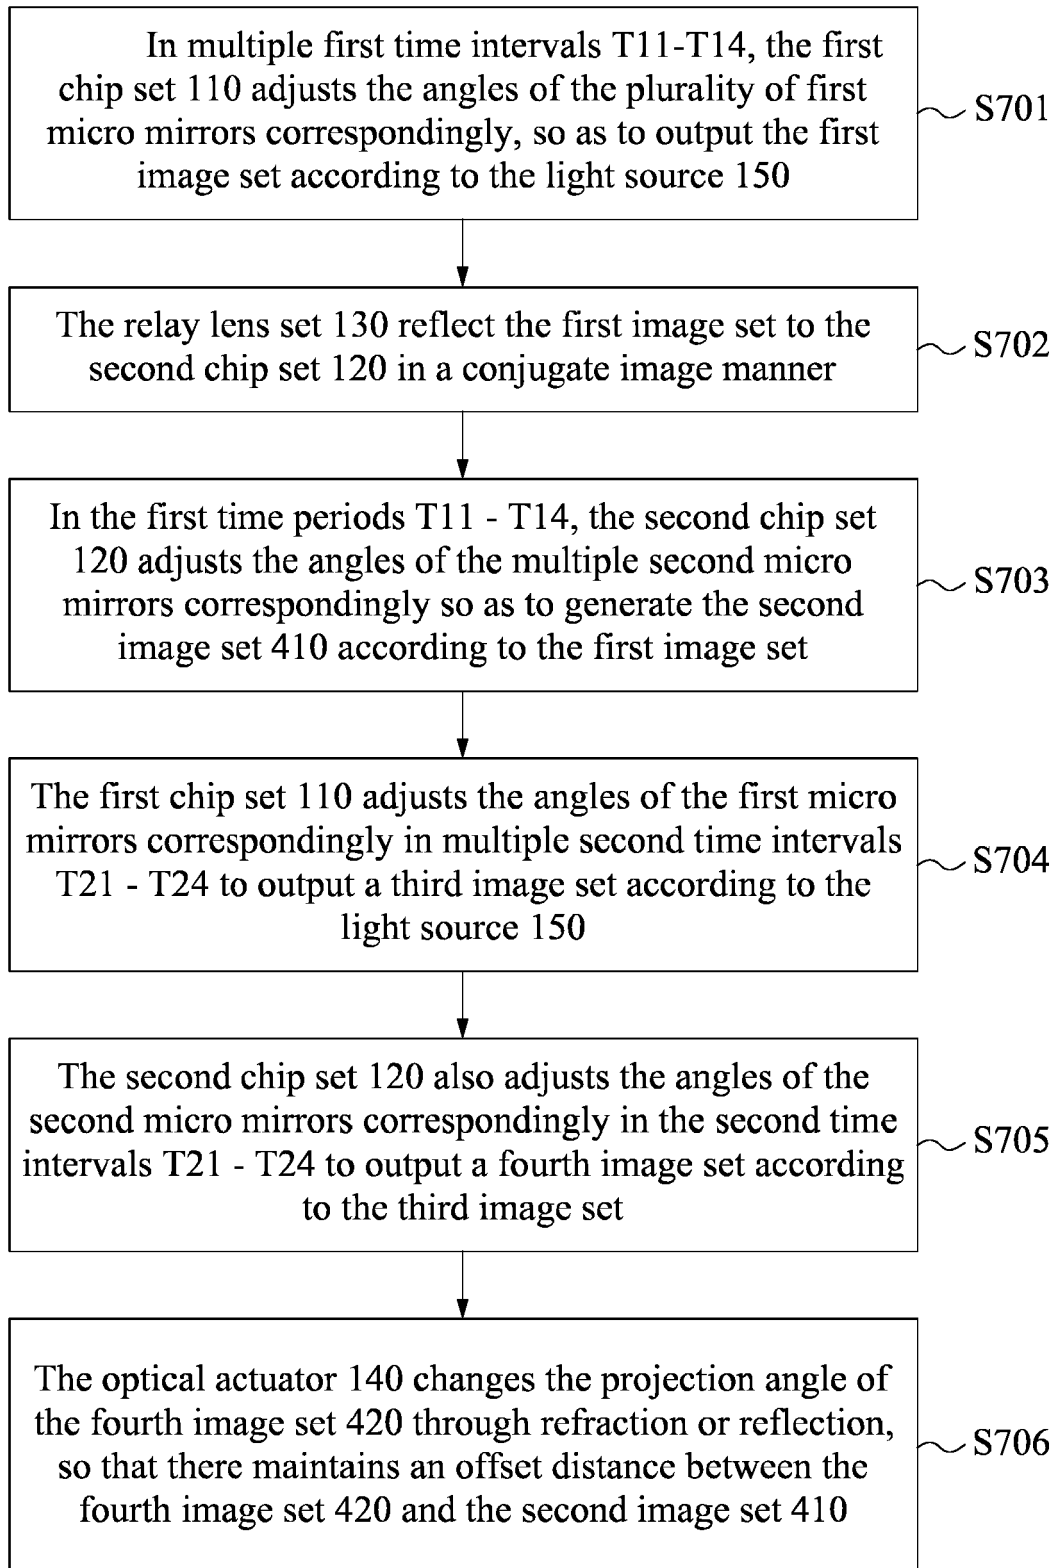 In multiple first time intervals T11-T14, the first
chip set 110 adjusts the angles of the plurality of first
micro mirrors correspondingly, so as to output the first
image set according to the light source 150
S701
The relay lens set 130 reflect the first image set to the
second chip set 120 in a conjugate image manner
S702
In the first time periods T11 - T14, the second chip set
120 adjusts the angles of the multiple second micro
mirrors correspondingly so as to generate the second
image set 410 according to the first image set
S703
The first chip set 110 adjusts the angles of the first micro
mirrors correspondingly in multiple second time intervals
T21 - T24 to output a third image set according to the
light source 150
S704
The second chip set 120 also adjusts the angles of the
second micro mirrors correspondingly in the second time
intervals T21 - T24 to output a fourth image set according
to the third image set
S705
The optical actuator 140 changes the projection angle of
the fourth image set 420 through refraction or reflection,
so that there maintains an offset distance between the
fourth image set 420 and the second image set 410
S706